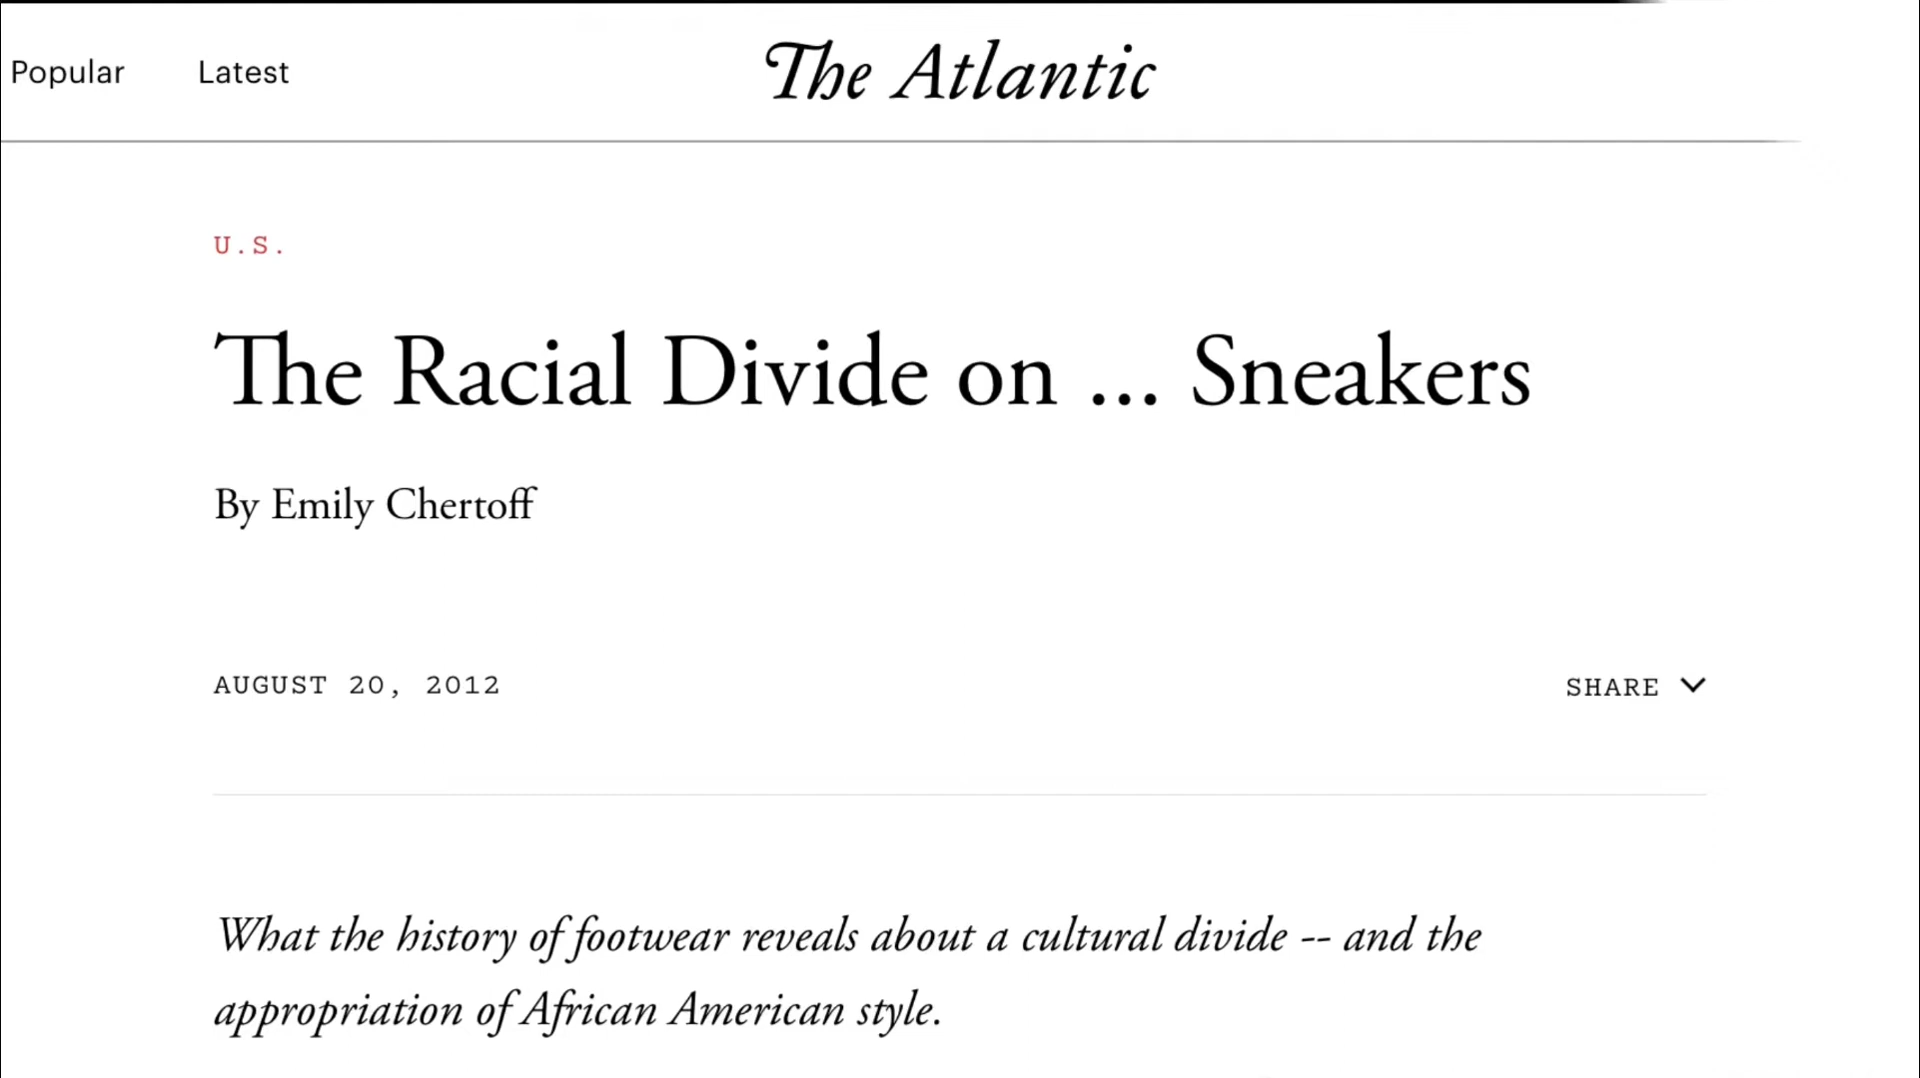 Popular Latest The Atlantic
U.S.
The Racial Divide on ... Sneakers
By Emily Chertoff
AUGUST 20, 2012 SHARE
What the history of footwear reveals about a cultural divide -- and the
appropriation of African American style.